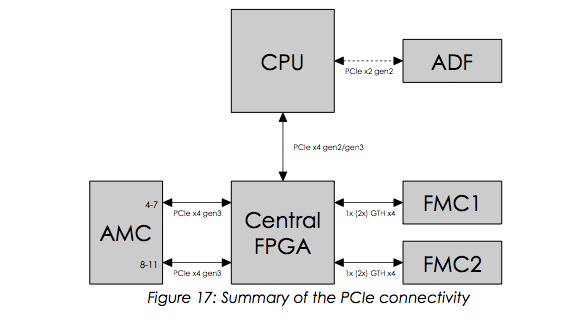 CPU
PCIe x2 gen2
ADF
PCIe x4 gen2/gen3
4-7
PCIe x4 gen3
1x (2x) GTH x4
FMC1
AMC
Central
FPGA
8-11
PCIe x4 gen3
1x (2x) GTH x4
FMC2
Figure 17: Summary of the PCIe connectivity